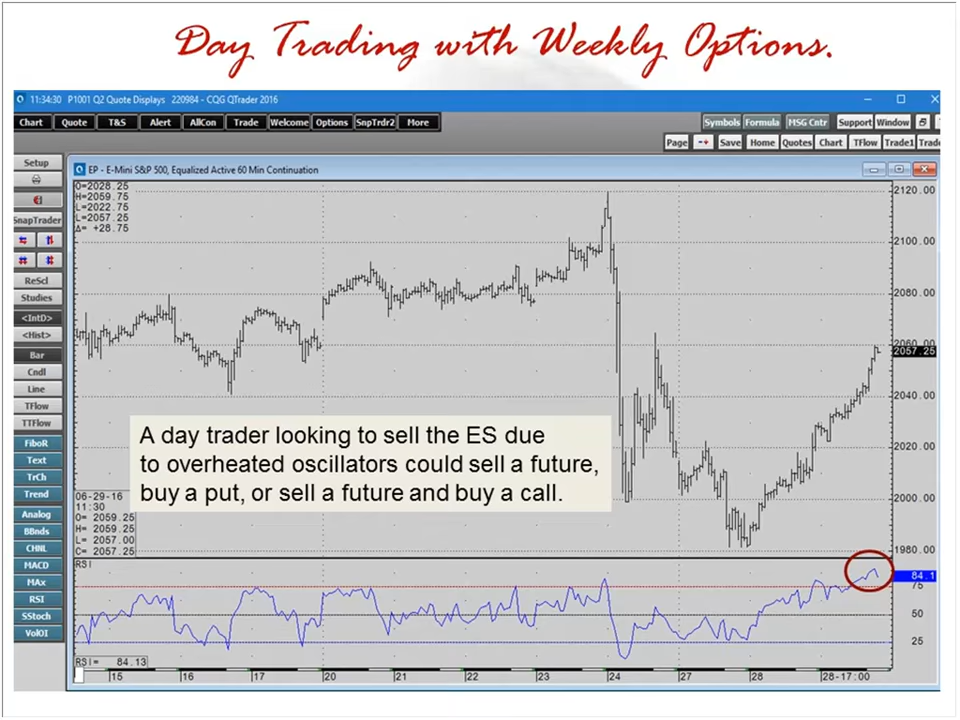 Day Trading with Weekly Options.
11:34:30 P1001 Q2 Quote Displays 220984 - CQG QTrader 2016
Chart Quote T&S Alert AllCon Trade Welcome Options SnpTrdr2 More
Symbols Formula MSG Cntr Support Window
Page Save Home Quotes Chart TFlow Trade1 Trade
Setup
SnapTrader
ReScl
Studies
<IntD>
<Hist>
Bar
Cndl
Line
TFlow
TTFlow
FiboR
Text
TrCh
Trend
Analog
BBnds
CHNL
MACD
MAx
RSI
SStoch
VolOI
EP - E-Mini S&P 500, Equalized Active 60 Min Continuation
O=2028.25
H=2059.75
L=2022.75
L=2057.25
Δ= +28.75
2120.00
2100.00
2080.00
2060.00
2057.25
2040.00
2020.00
2000.00
1980.00
A day trader looking to sell the ES due
to overheated oscillators could sell a future,
buy a put, or sell a future and buy a call.
06-29-16
11:30
O= 2059.25
H= 2059.25
L= 2057.00
C= 2057.25
RSI
84.1
75
50
25
RSI= 84.13
15 16 17 20 21 22 23 24 27 28 28-17:00